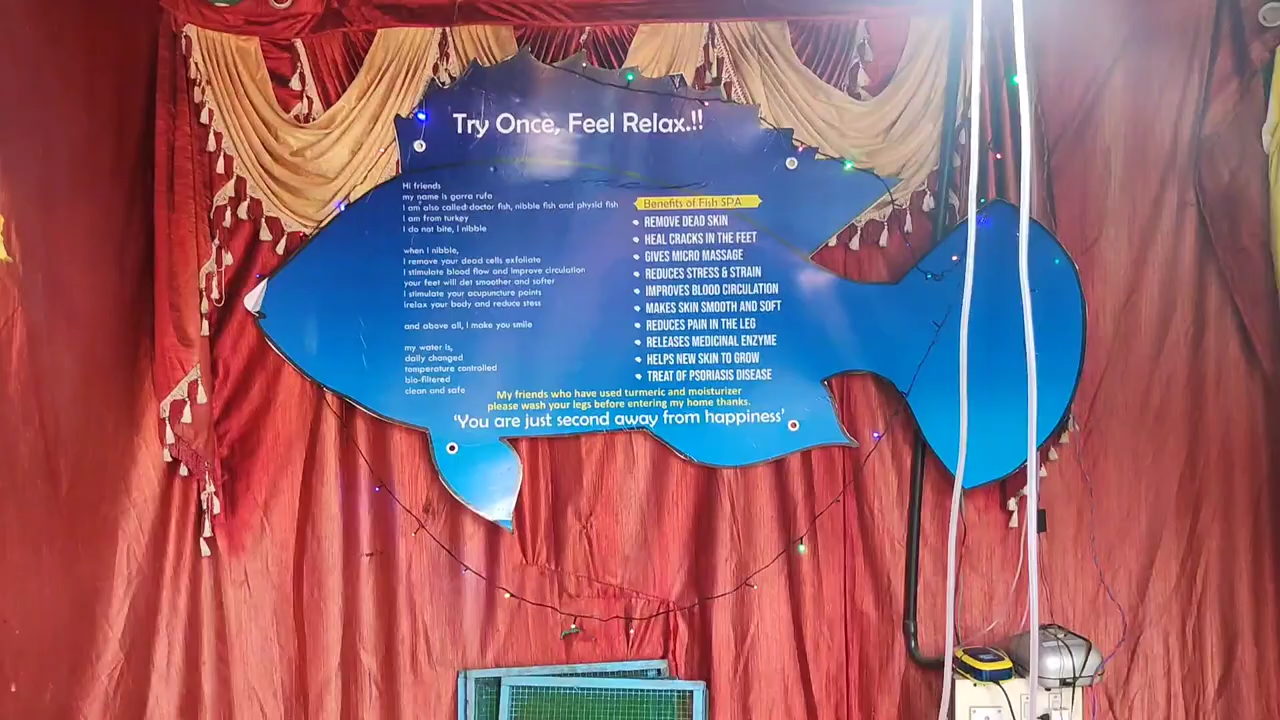 Try Once, Feel Relax.!!
Hi friends
my name is garra rufa
I am also called doctor fish, nibble fish and physid fish
I am from turkey
I do not bite, I nibble
when I nibble,
I remove your dead cells exfoliate
I stimulate blood flow and improve circulation
your feet will det smoother and softer
I stimulate your acupuncture points
irelax your body and reduce stess
and above all, I make you smile
my water is,
daily changed
temperature controlled
bio-filtered
clean and safe
Benefits of Fish SPA
REMOVE DEAD SKIN
HEAL CRACKS IN THE FEET
GIVES MICRO MASSAGE
REDUCES STRESS & STRAIN
IMPROVES BLOOD CIRCULATION
MAKES SKIN SMOOTH AND SOFT
REDUCES PAIN IN THE LEG
RELEASES MEDICINAL ENZYME
HELPS NEW SKIN TO GROW
TREAT OF PSORIASIS DISEASE
My friends who have used turmeric and moisturizer
please wash your legs before entering my home thanks.
'You are just second away from happiness'